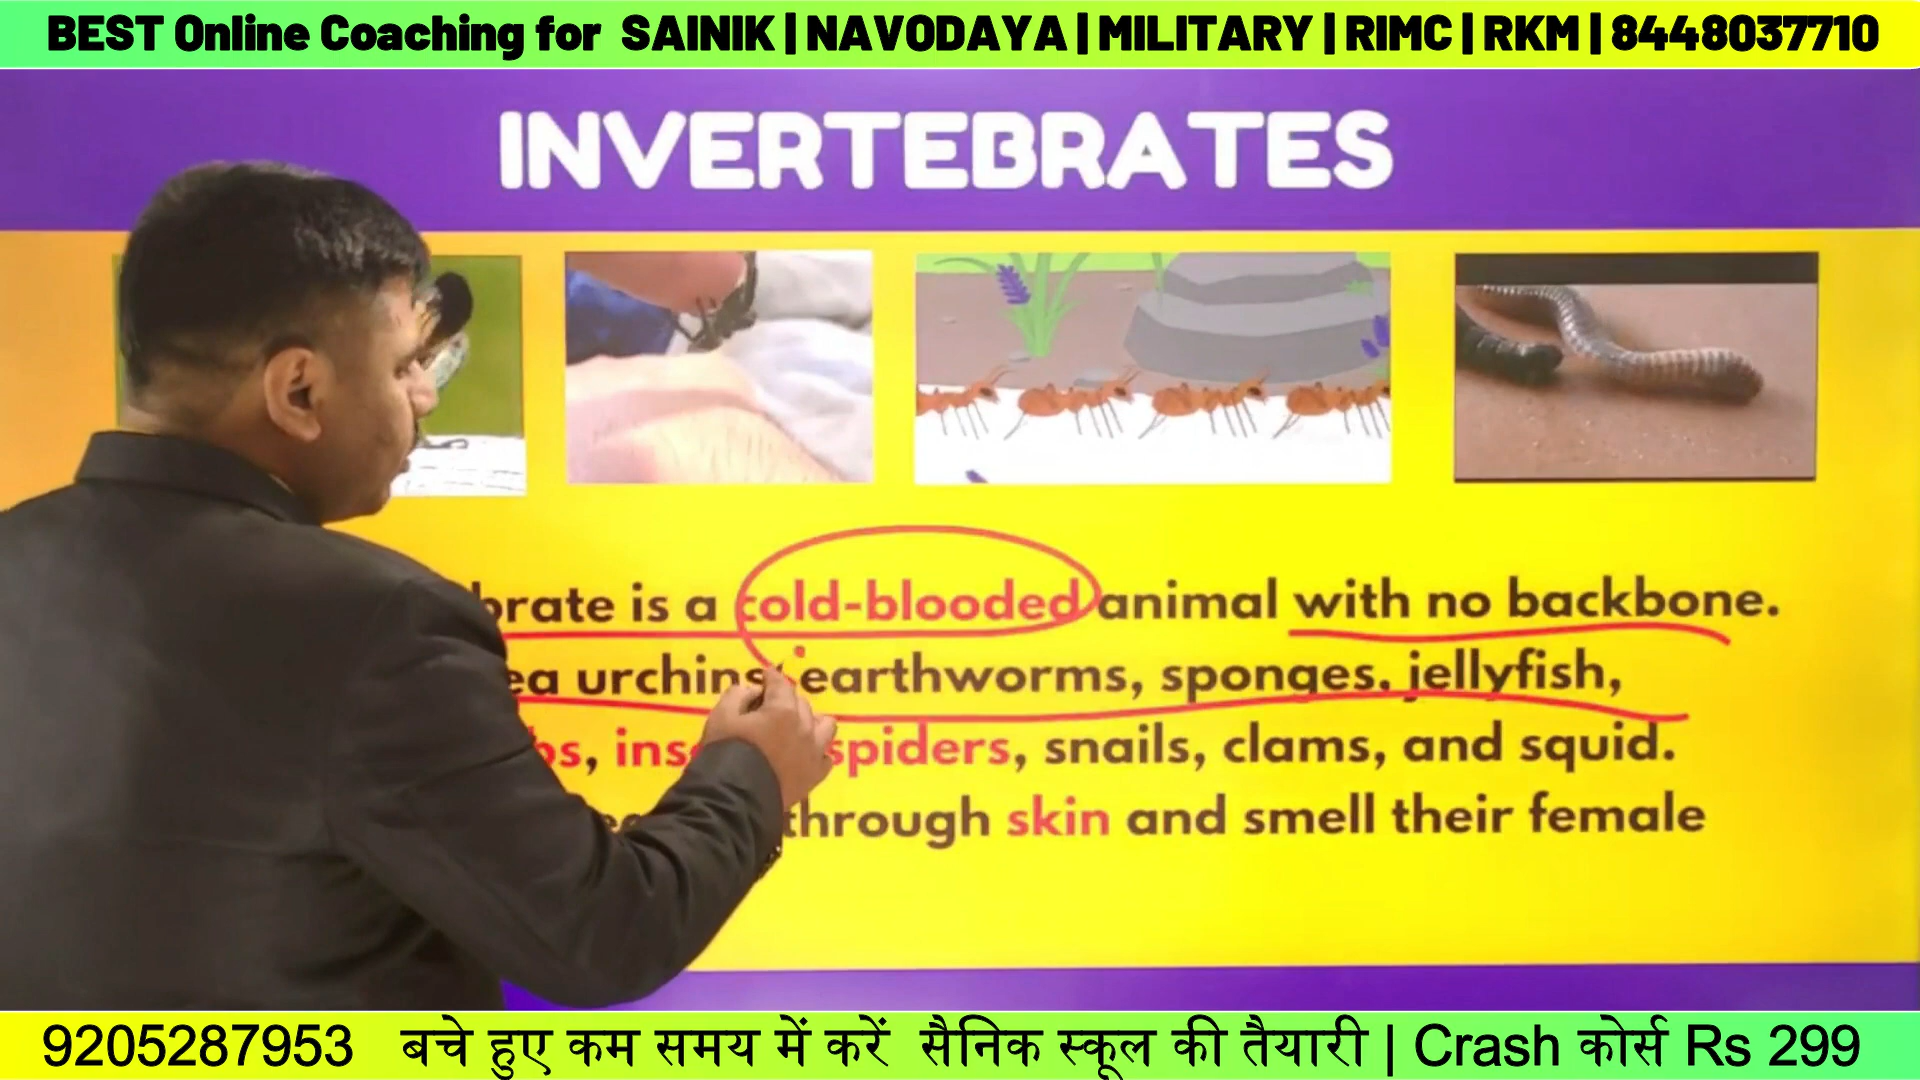 BEST Online Coaching for SAINIK | NAVODAYA | MILITARY | RIMC | RKM | 8448037710
INVERTEBRATES
is a cold-blooded animal with no backbone.
urchins, earthworms, sponges. jellyfish,
spiders, snails, clams, and squid.
through skin and smell their female
9205287953 बचे हुए कम समय में करें सैनिक स्कूल की तैयारी | Crash कोर्स Rs 299